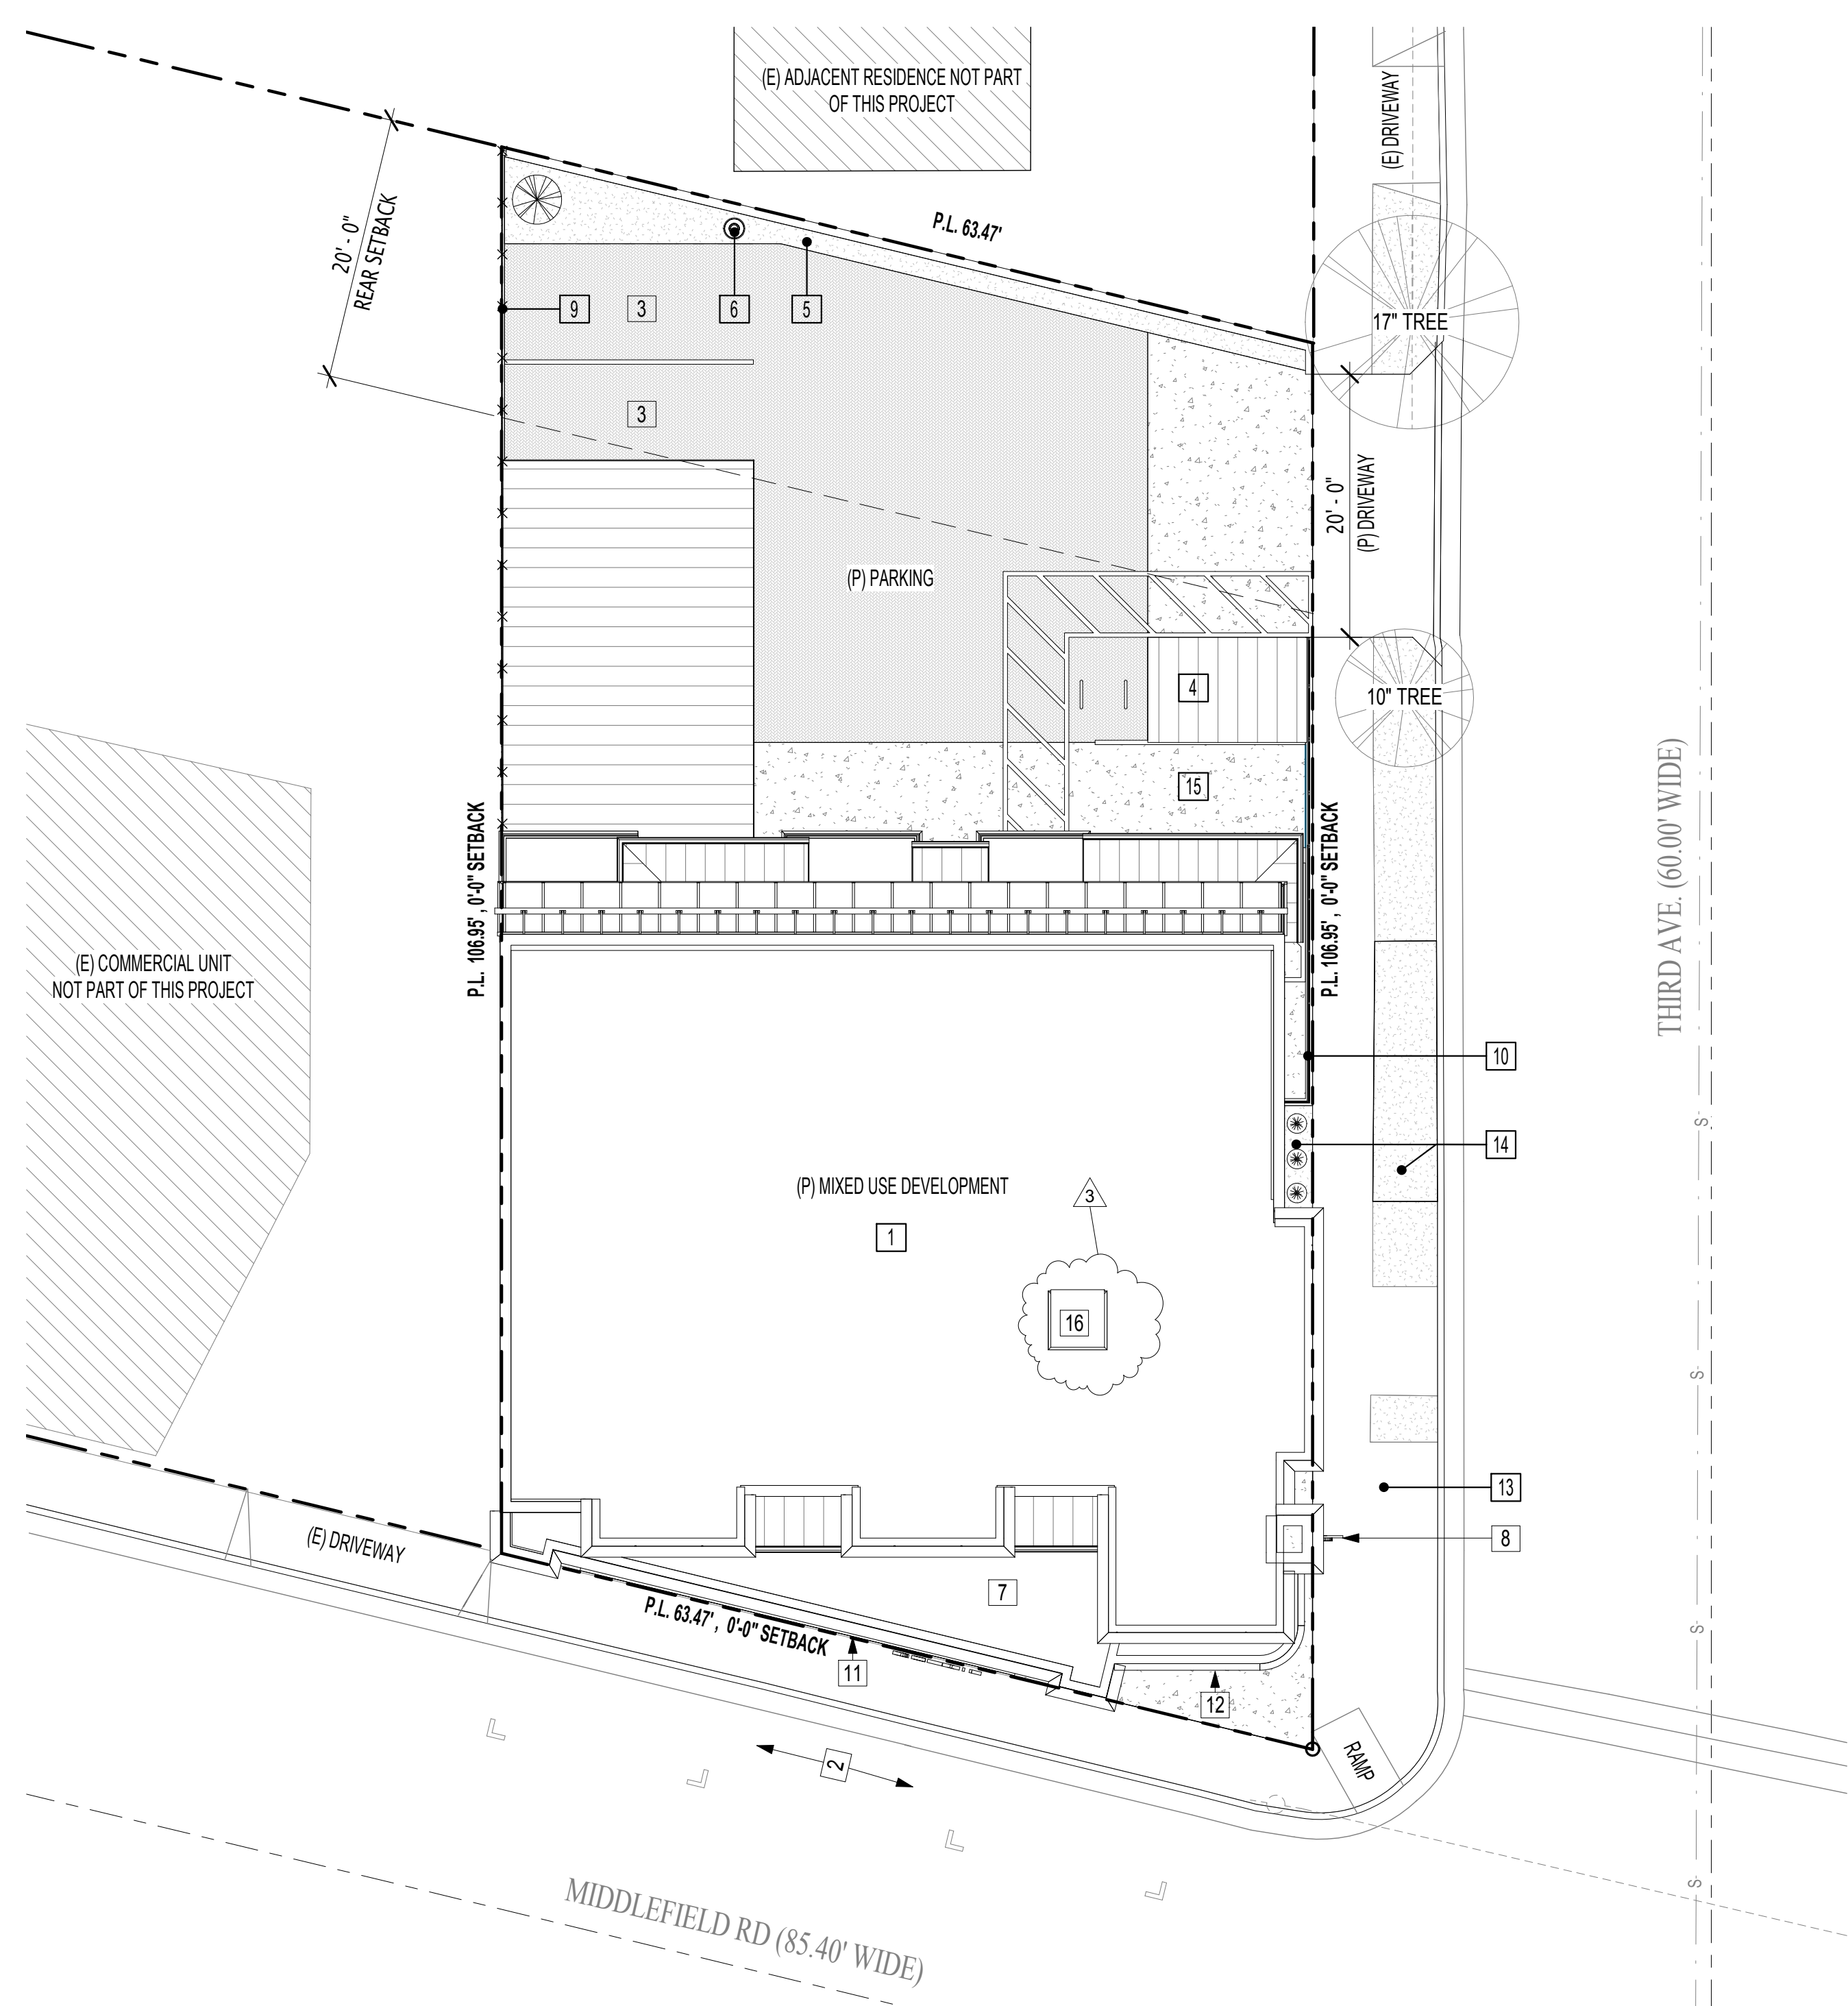 (E) ADJACENT RESIDENCE NOT PART
OF THIS PROJECT
(E) DRIVEWAY
20' - 0"
REAR SETBACK
P.L. 63.47'
9
3
6
5
17" TREE
3
20' - 0"
(P) DRIVEWAY
(P) PARKING
4
10" TREE
15
P.L. 106.95', 0'-0" SETBACK
P.L. 106.95', 0'-0" SETBACK
THIRD AVE. (60.00' WIDE)
(E) COMMERCIAL UNIT
NOT PART OF THIS PROJECT
10
S
14
(P) MIXED USE DEVELOPMENT
3
1
16
S
13
8
(E) DRIVEWAY
7
P.L. 63.47', 0'-0" SETBACK
S
11
12
RAMP
2
S
MIDDLEFIELD RD (85.40' WIDE)